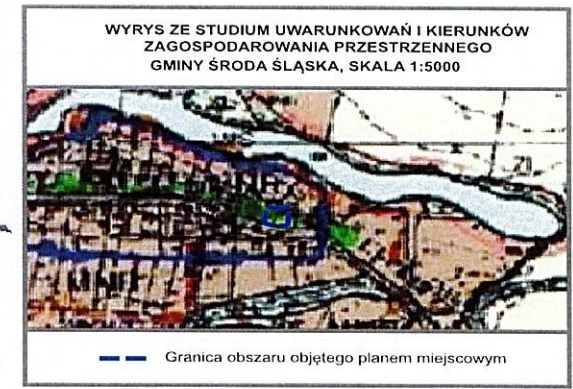 WYRYS ZE STUDIUM UWARUNKOWAŃ I KIERUNKÓW
ZAGOSPODAROWANIA PRZESTRZENNEGO
GMINY ŚRODA ŚLĄSKA, SKALA 1:5000
Granica obszaru objętego planem miejscowym